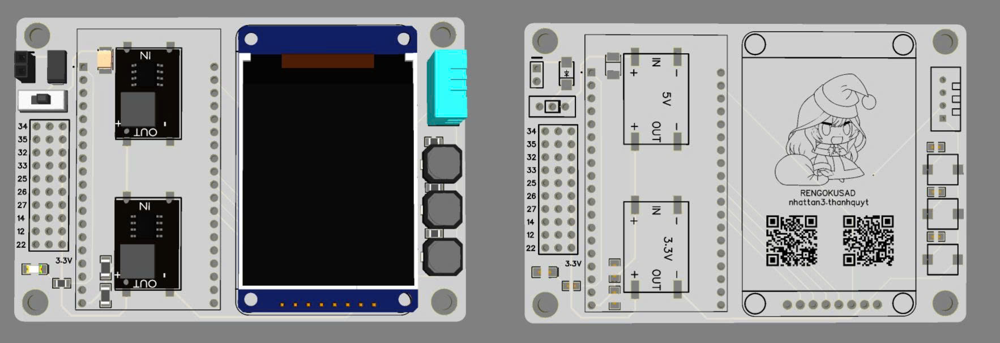 IN
+ -
OUT
34
35
32
33
25
26
27
14
12
22
3.3V
IN
+ -
OUT
IN
+ -
5V
+ -
OUT
34
35
32
33
25
26
27
14
12
22
3.3V
IN
+ -
3.3V
+ -
OUT
RENGOKUSAD
nhattan3.thanhquyt